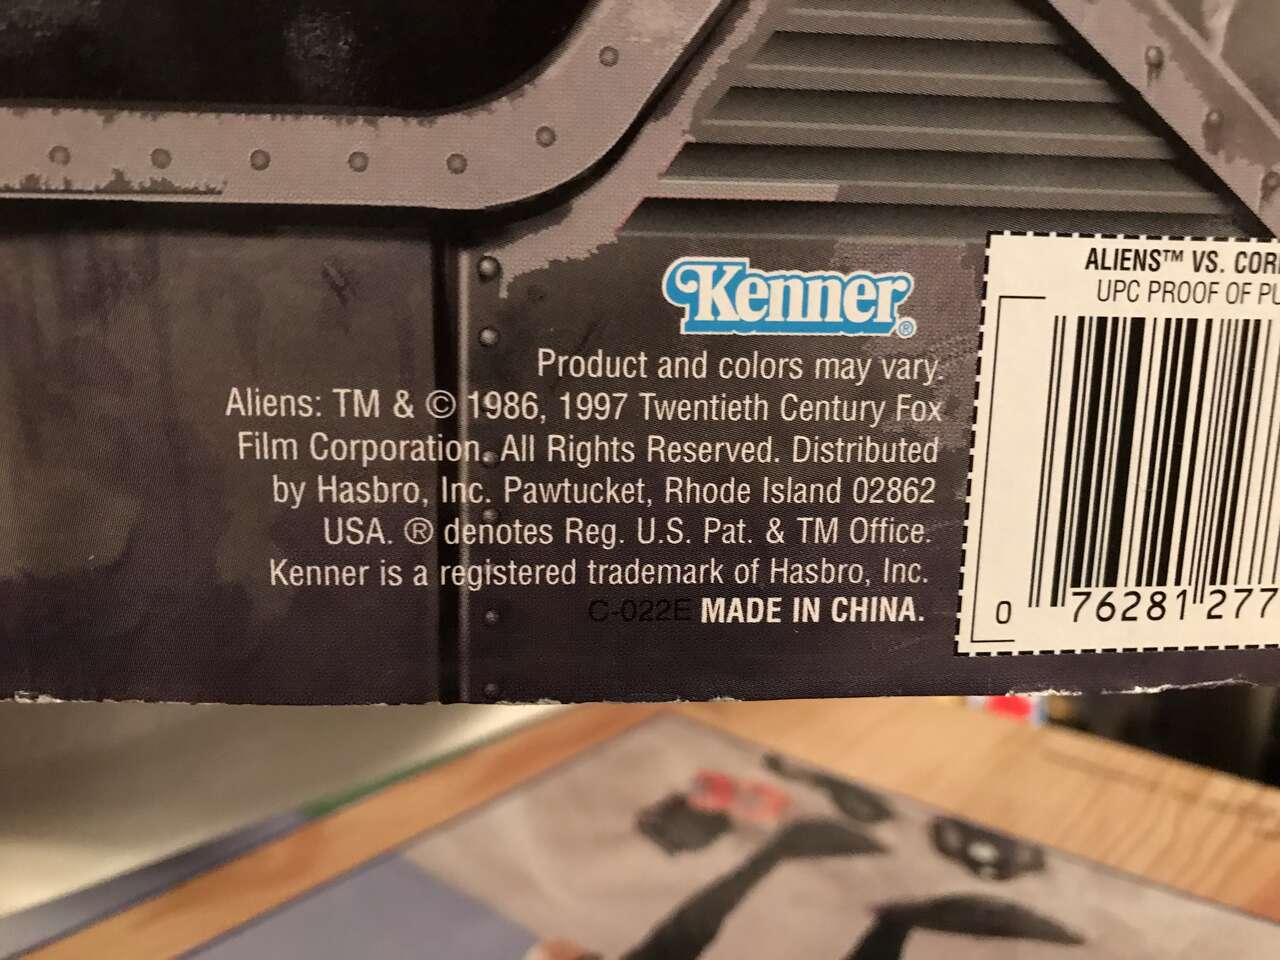 Kenner®
Product and colors may vary.
Aliens: TM & © 1986, 1997 Twentieth Century Fox
Film Corporation. All Rights Reserved. Distributed
by Hasbro, Inc. Pawtucket, Rhode Island 02862
USA. ® denotes Reg. U.S. Pat. & TM Office.
Kenner is a registered trademark of Hasbro, Inc.
C-022E MADE IN CHINA.
ALIENS™ VS.
UPC PROOF OF
0 76281 277